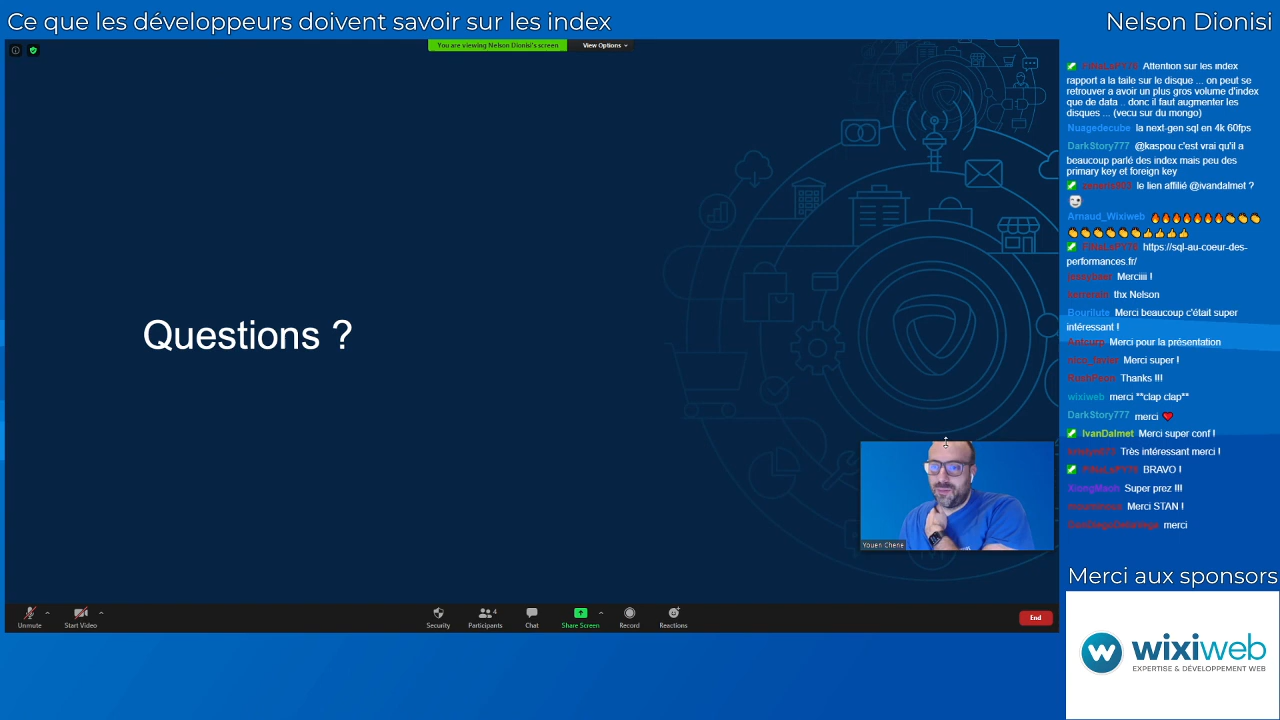 Ce que les développeurs doivent savoir sur les index
Nelson Dionisi
You are viewing Nelson Dionisi's screen
View Options
Questions ?
Youen Chéné
Unmute
Start Video
Security
Participants
4
Chat
Share Screen
Record
Reactions
End
Attention sur les index
rapport a la taile sur le disque ... on peut se
retrouver a avoir un plus gros volume d'index
que de data .. donc il faut augmenter les
disques ... (vecu sur du mongo)
Nuagedecube la next-gen sql en 4k 60fps
DarkStory777 @kaspou c'est vrai qu'il a
beaucoup parlé des index mais peu des
primary key et foreign key
le lien affilié @ivandalmet ?
Arnaud_Wixiweb 🔥🔥🔥🔥🔥🔥🔥👏👏👏
👏👏👏👏👏👏👍👍👍👍
https://sql-au-coeur-des-
performances.fr/
Merciiii !
thx Nelson
Bourilute Merci beaucoup c'était super
intéressant !
Merci pour la présentation
Merci super !
Thanks !!!
wixiweb merci **clap clap**
DarkStory777 merci ❤
IvanDalmet Merci super conf !
Très intéressant merci !
BRAVO !
XiongMaon Super prez !!!
Merci STAN !
merci
Merci aux sponsors
w wixiweb
EXPERTISE & DÉVELOPPEMENT WEB